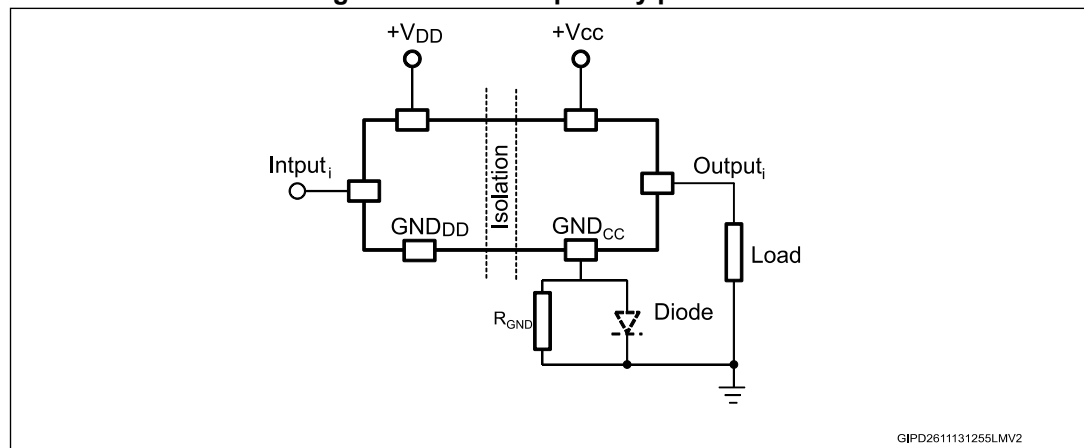 +VDD
+Vcc
Intputi
Isolation
Outputi
GNDDD
GNDCC
Load
RGND
Diode
GIPD2611131255LMV2